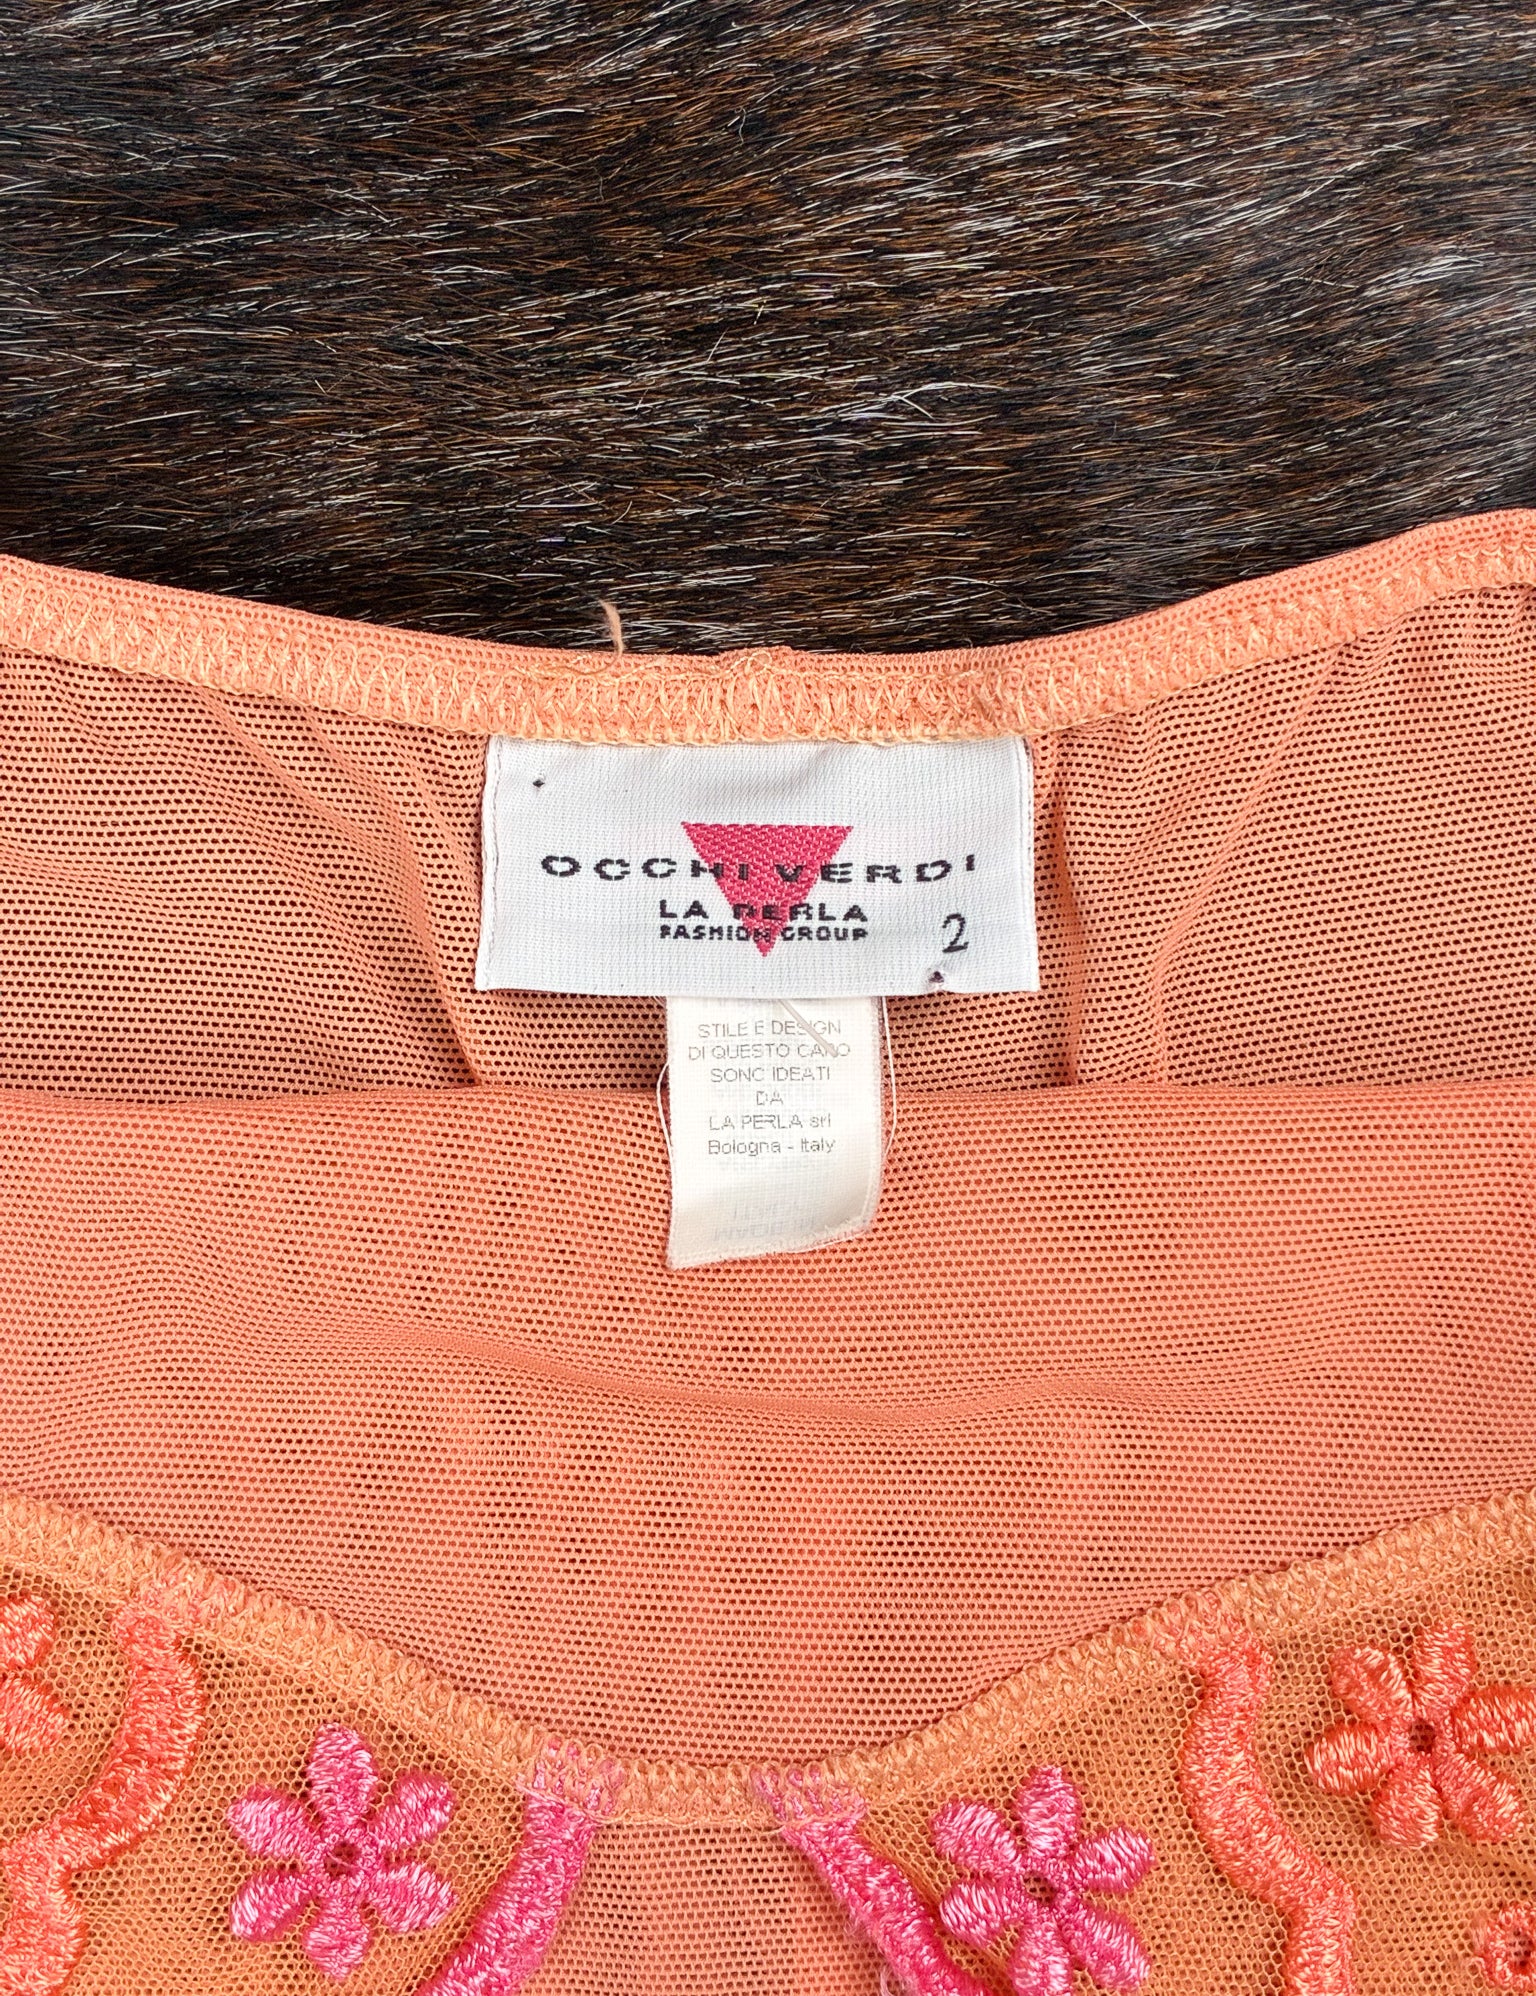 OCCHI VERDI
LA PERLA
FASHION GROUP
2
STILE E DESIGN
DI QUESTO CAPO
SONO IDEATI
DA
LA PERLA srl
Bologna - Italy